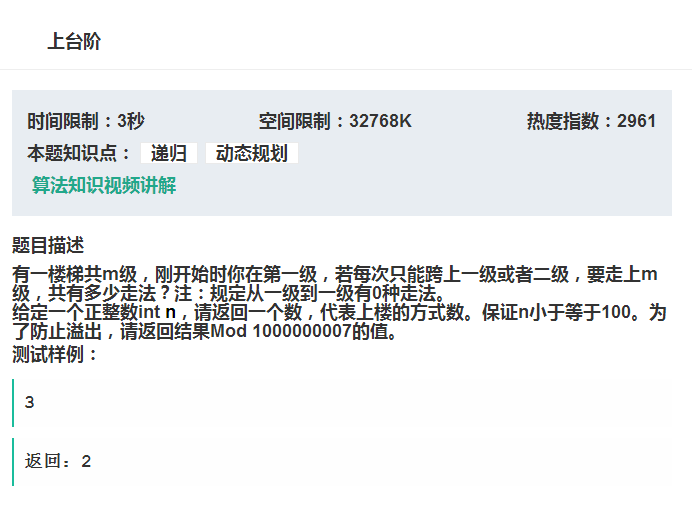 上台阶
时间限制：3秒 空间限制：32768K 热度指数：2961
本题知识点： 递归 动态规划
算法知识视频讲解
题目描述
有一楼梯共m级，刚开始时你在第一级，若每次只能跨上一级或者二级，要走上m
级，共有多少走法？注：规定从一级到一级有0种走法。
给定一个正整数int n，请返回一个数，代表上楼的方式数。保证n小于等于100。为
了防止溢出，请返回结果Mod 1000000007的值。
测试样例：
3
返回：2